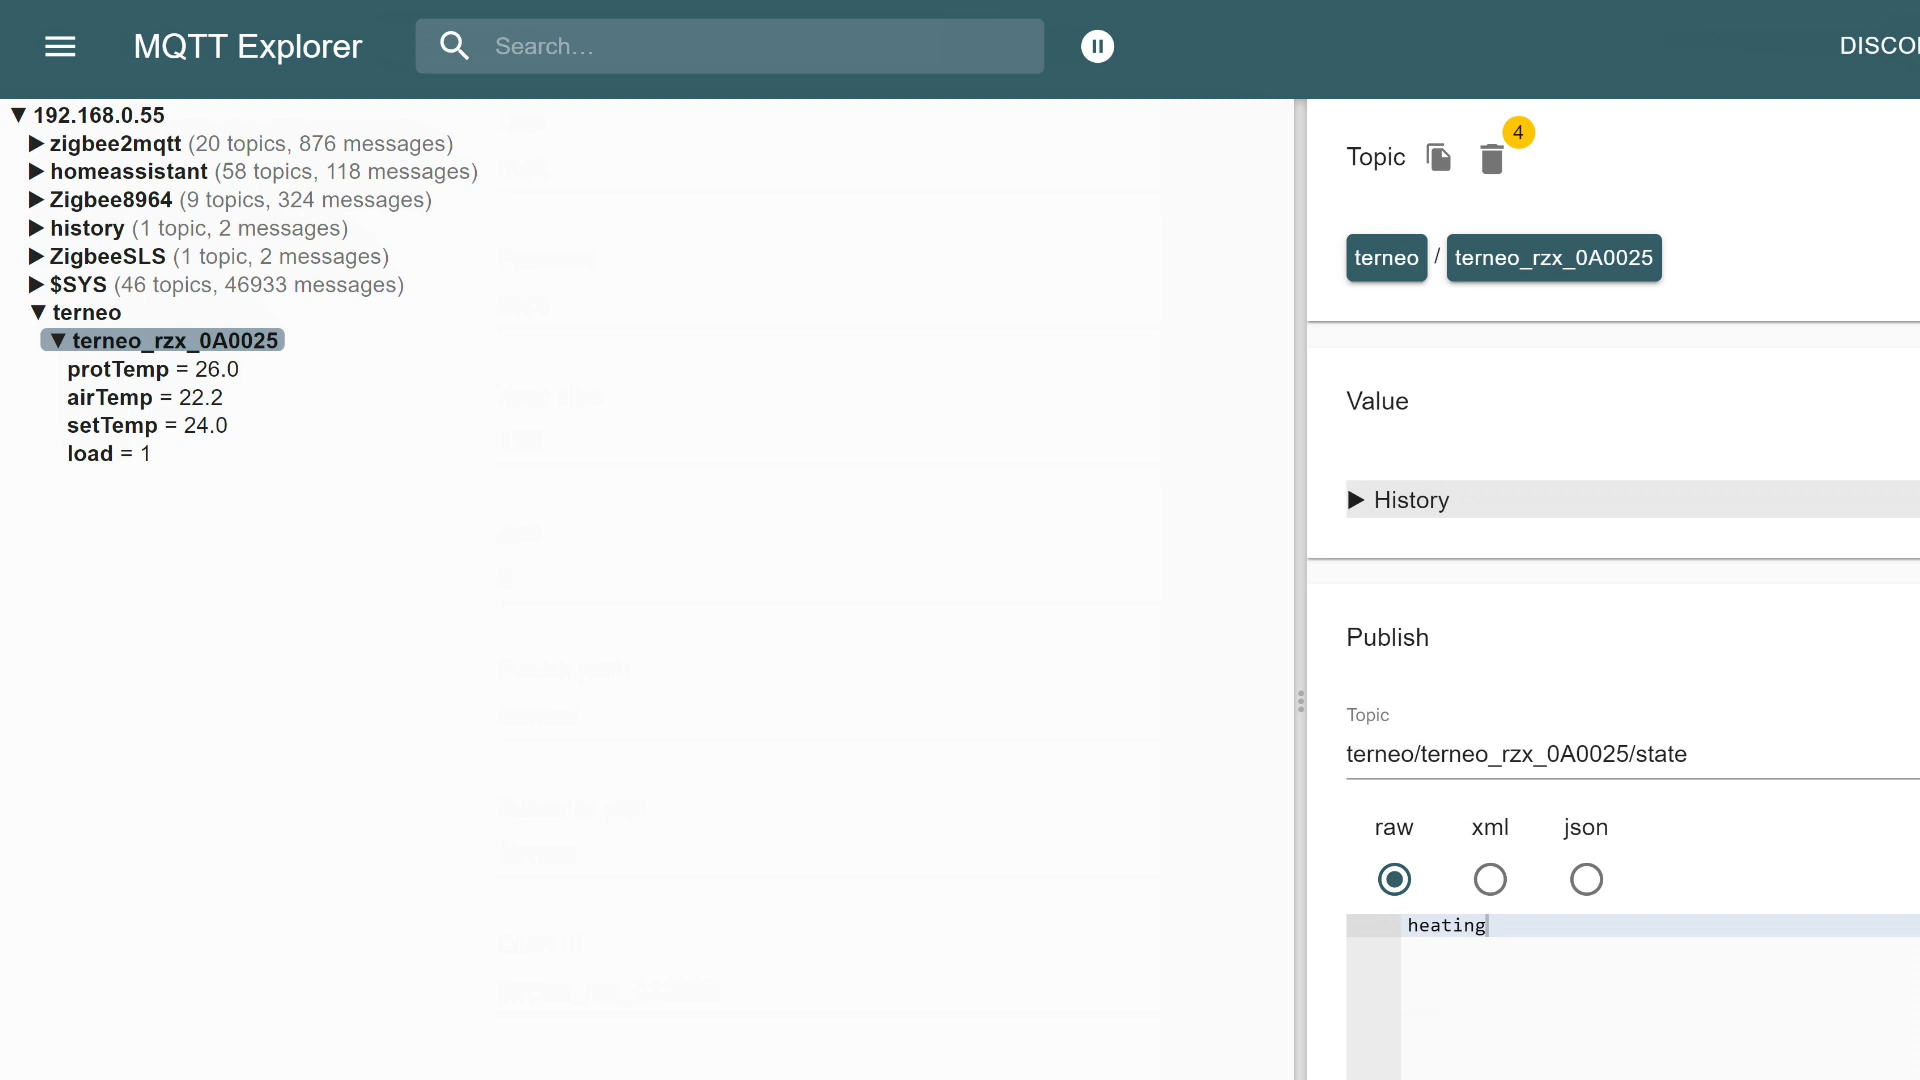 MQTT Explorer
Search...
DISCO
192.168.0.55
zigbee2mqtt (20 topics, 876 messages)
homeassistant (58 topics, 118 messages)
Zigbee8964 (9 topics, 324 messages)
history (1 topic, 2 messages)
ZigbeeSLS (1 topic, 2 messages)
$SYS (46 topics, 46933 messages)
terneo
terneo_rzx_0A0025
protTemp = 26.0
airTemp = 22.2
setTemp = 24.0
load = 1
Topic
4
terneo / terneo_rzx_0A0025
Value
History
Publish
Topic
terneo/terneo_rzx_0A0025/state
raw xml json
heating